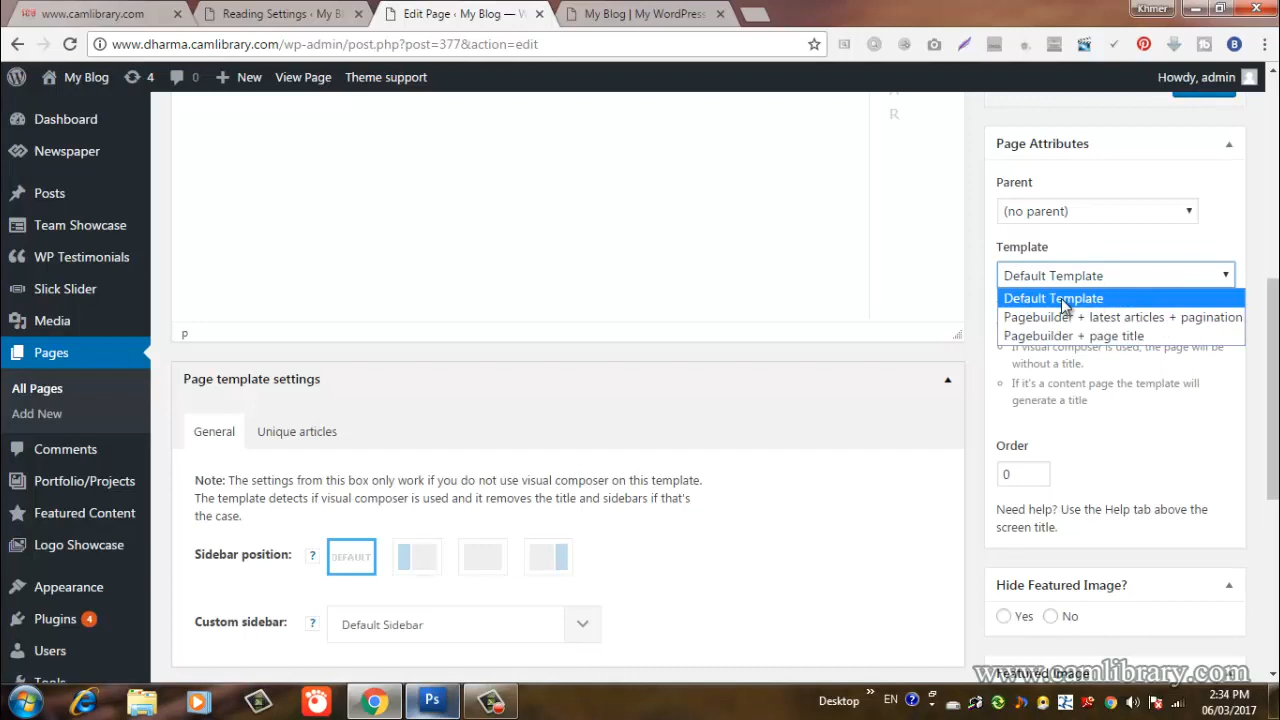 www.camlibrary.com
Reading Settings < My B
Edit Page < My Blog —
My Blog | My WordPress
Khmer
www.dharma.camlibrary.com/wp-admin/post.php?post=377&action=edit
My Blog 4 0 New View Page Theme support
Howdy, admin
Dashboard
Newspaper
Posts
Team Showcase
WP Testimonials
Slick Slider
Media
Pages
All Pages
Add New
Comments
Portfolio/Projects
Featured Content
Logo Showcase
Appearance
Plugins 4
Users
R
p
Page template settings
General
Unique articles
Note: The settings from this box only work if you do not use visual composer on this template.
The template detects if visual composer is used and it removes the title and sidebars if that's
the case.
Sidebar position: ?
DEFAULT
Custom sidebar: ?
Default Sidebar
Page Attributes
Parent
(no parent)
Template
Default Template
Default Template
Pagebuilder + latest articles + pagination
Pagebuilder + page title
If visual composer is used, the page will be
without a title.
If it's a content page the template will
generate a title
Order
0
Need help? Use the Help tab above the
screen title.
Hide Featured Image?
Yes No
Featured Image
www.camlibrary.com
Ps
Desktop
EN
2:34 PM
06/03/2017